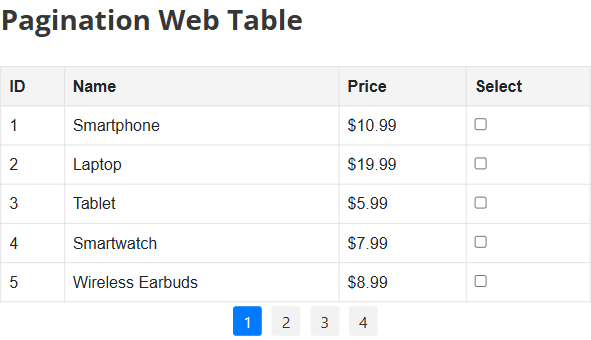 Pagination Web Table
ID Name Price Select
1 Smartphone $10.99
2 Laptop $19.99
3 Tablet $5.99
4 Smartwatch $7.99
5 Wireless Earbuds $8.99
1 2 3 4